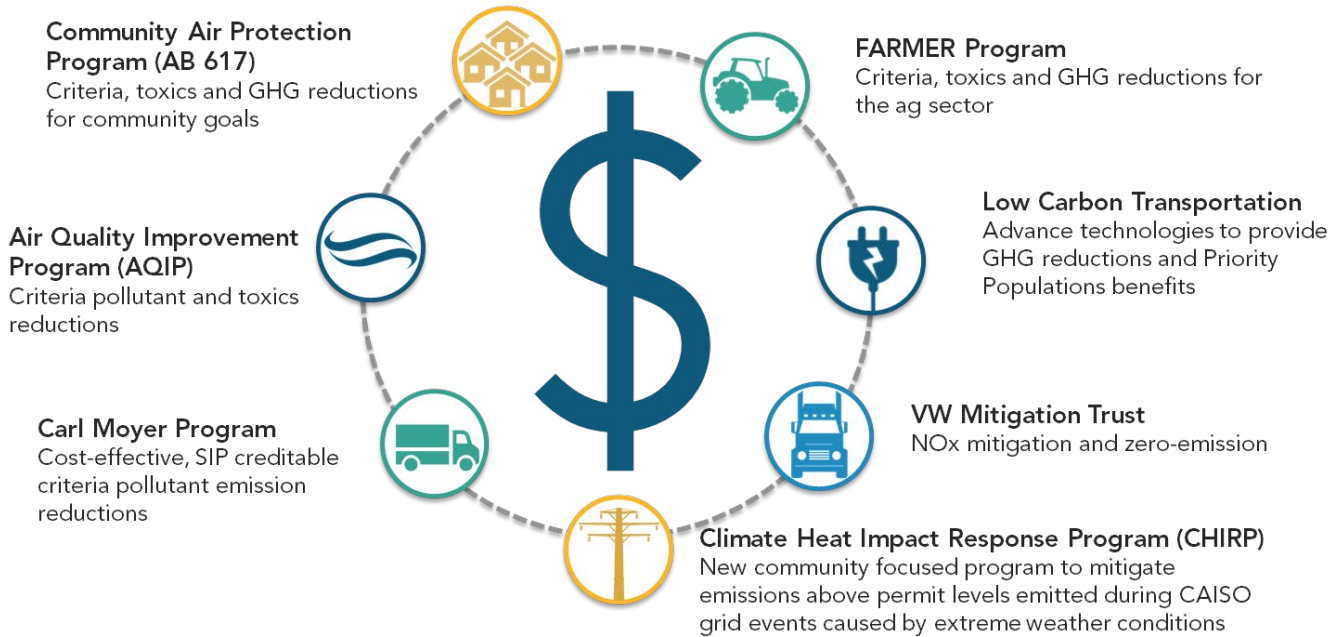 Community Air Protection
Program (AB 617)
Criteria, toxics and GHG reductions
for community goals
FARMER Program
Criteria, toxics and GHG reductions for
the ag sector
Air Quality Improvement
Program (AQIP)
Criteria pollutant and toxics
reductions
Low Carbon Transportation
Advance technologies to provide
GHG reductions and Priority
Populations benefits
Carl Moyer Program
Cost-effective, SIP creditable
criteria pollutant emission
reductions
VW Mitigation Trust
NOx mitigation and zero-emission
Climate Heat Impact Response Program (CHIRP)
New community focused program to mitigate
emissions above permit levels emitted during CAISO
grid events caused by extreme weather conditions
$